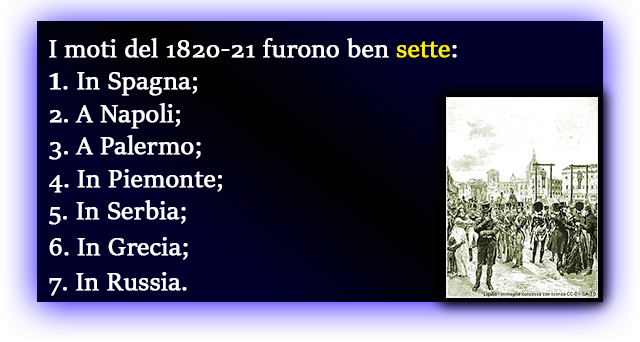 I moti del 1820-21 furono ben sette:
1. In Spagna;
2. A Napoli;
3. A Palermo;
4. In Piemonte;
5. In Serbia;
6. In Grecia;
7. In Russia.
immagine concessa con licenza CC-BY-SA 3.0